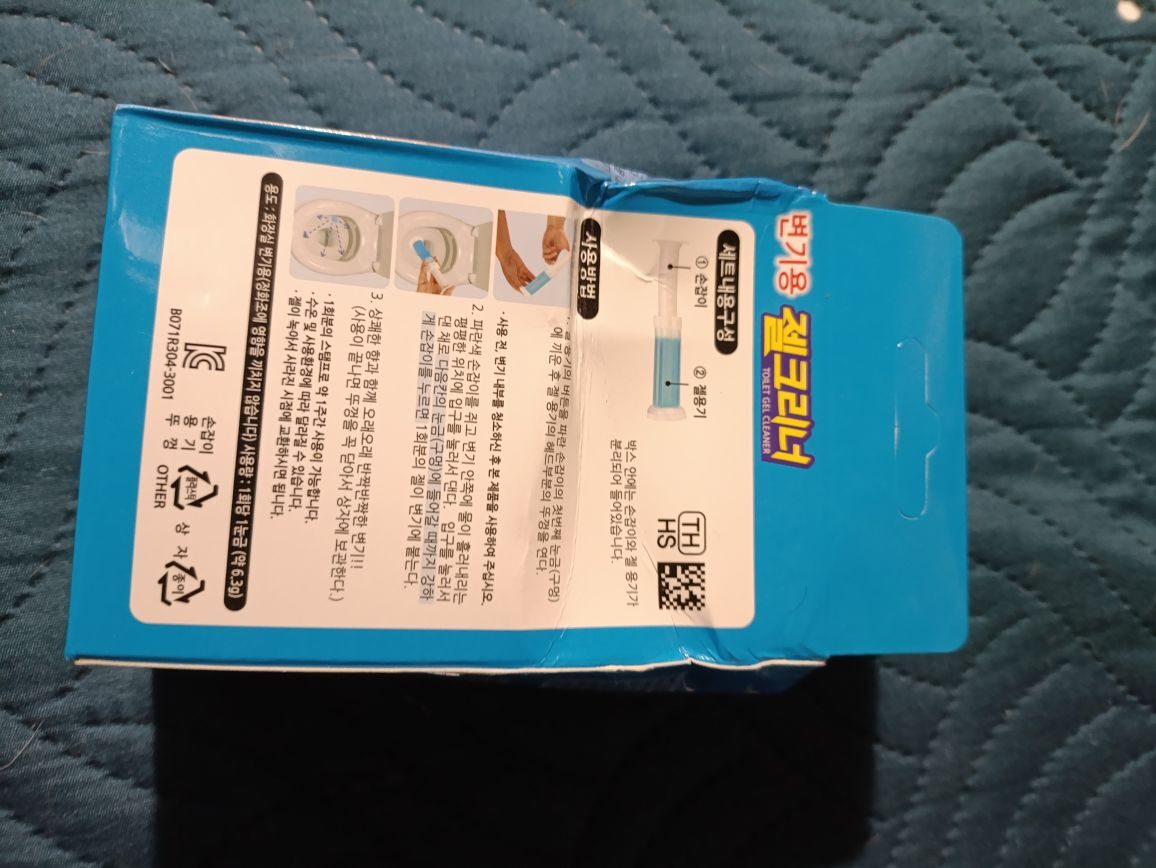 변기용
젤크리너
TOILET GEL CLEANER
세트내용구성
① 손잡이
② 젤용기
박스 안에는 손잡이와 젤 용기가
분리되어 들어있습니다.
TH
HS
사용방법
용기의 버튼을 파란 손잡이의 첫번째 눈금(구멍)
에 끼운 후 젤 용기의 헤드부분의 뚜껑을 연다.
· 사용 전, 변기 내부를 청소하신 후 본 제품을 사용하여 주십시오.
2. 파란색 손잡이를 쥐고 변기 안쪽에 물이 흘러내리는
평평한 위치에 입구를 눌러서 댄다. 입구를 눌러서
댄 채로 다음칸의 눈금(구멍)에 들어갈 때까지 강하
게 손잡이를 누르면 1회분의 젤이 변기에 붙는다.
3. 상쾌한 향과 함께 오래오래 반짝반짝한 변기!!
(사용이 끝나면 뚜껑을 꼭 닫아서 상자에 보관한다.)
· 1회분의 스탬프로 약 1주간 사용이 가능합니다.
· 수온 및 사용환경에 따라 달라질 수 있습니다.
· 젤이 녹아서 사라진 시점에 교환하시면 됩니다.
용도 : 화장실 변기용(정화조에 영향을 끼치지 않습니다) 사용량 : 1회당 1눈금 (약 6.3g)
B071R304-3001
손잡이
용 기
뚜 껑
플라스틱
OTHER
상 자
종이